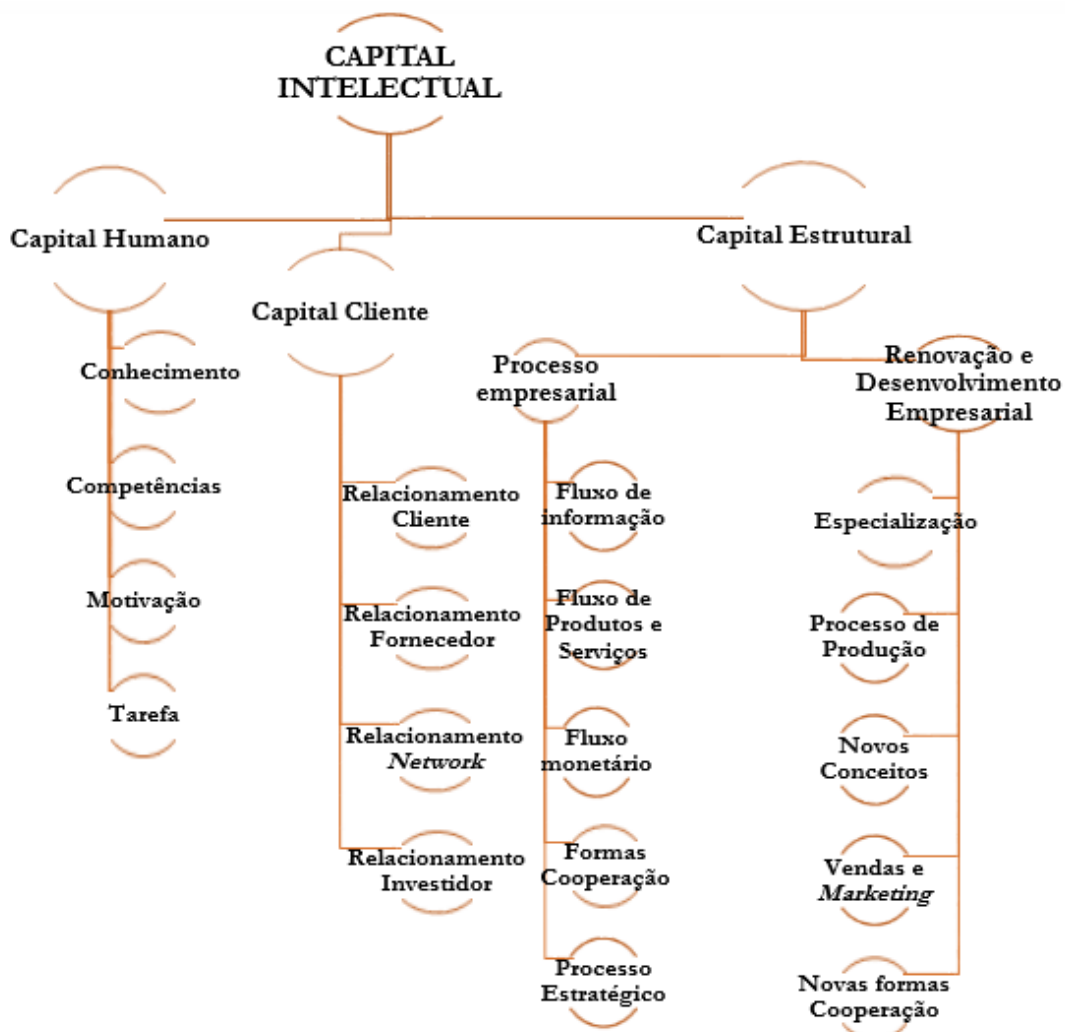 CAPITAL
INTELECTUAL
Capital Humano
Conhecimento
Competências
Motivação
Tarefa
Capital Cliente
Relacionamento
Cliente
Relacionamento
Fornecedor
Relacionamento
Network
Relacionamento
Investidor
Capital Estrutural
Processo
empresarial
Fluxo de
informação
Fluxo de
Produtos e
Serviços
Fluxo
monetário
Formas
Cooperação
Processo
Estratégico
Renovação e
Desenvolvimento
Empresarial
Especialização
Processo de
Produção
Novos
Conceitos
Vendas e
Marketing
Novas formas
Cooperação